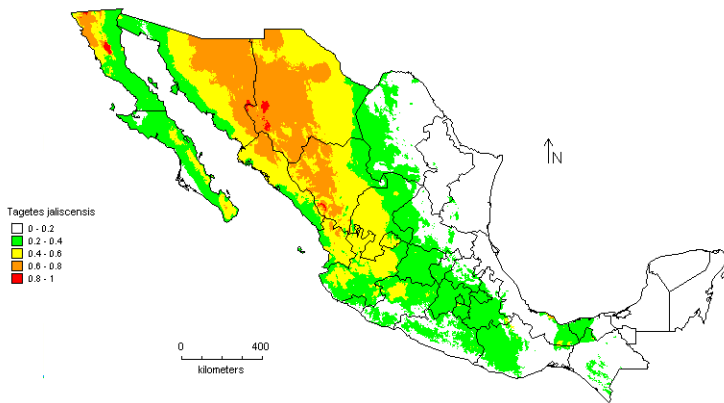 N
Tagetes jaliscensis
0 - 0.2
0.2 - 0.4
0.4 - 0.6
0.6 - 0.8
0.8 - 1
0 400
kilometers